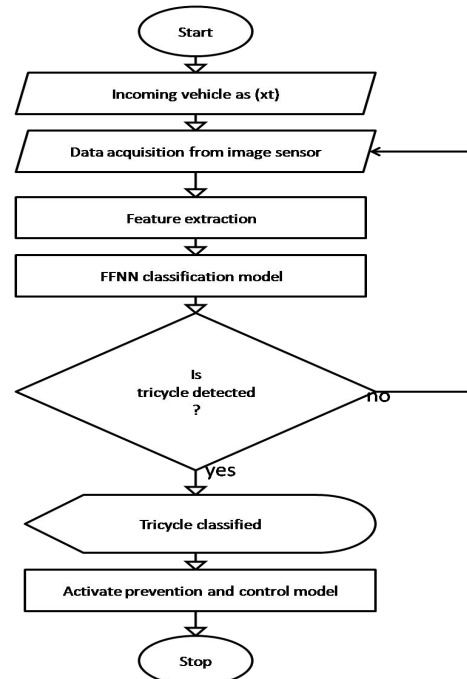 Start
Incoming vehicle as (xt)
Data acquisition from image sensor
Feature extraction
FFNN classification model
Is
tricycle detected
?
no
yes
Tricycle classified
Activate prevention and control model
Stop